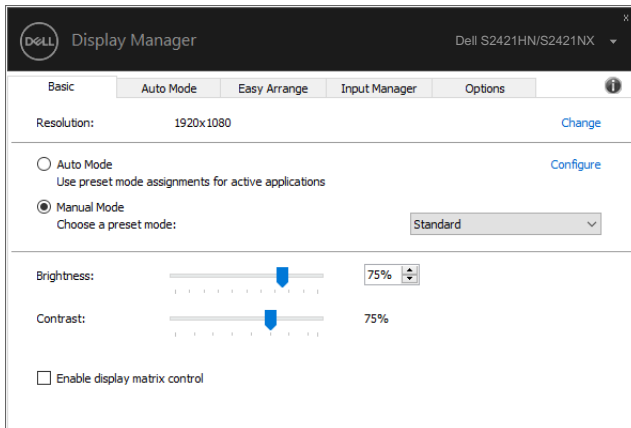 DELL Display Manager Dell S2421HN/S2421NX
x
Basic Auto Mode Easy Arrange Input Manager Options
Resolution: 1920x1080 Change
Auto Mode Configure
Use preset mode assignments for active applications
Manual Mode
Choose a preset mode: Standard
Brightness: 75%
Contrast: 75%
Enable display matrix control